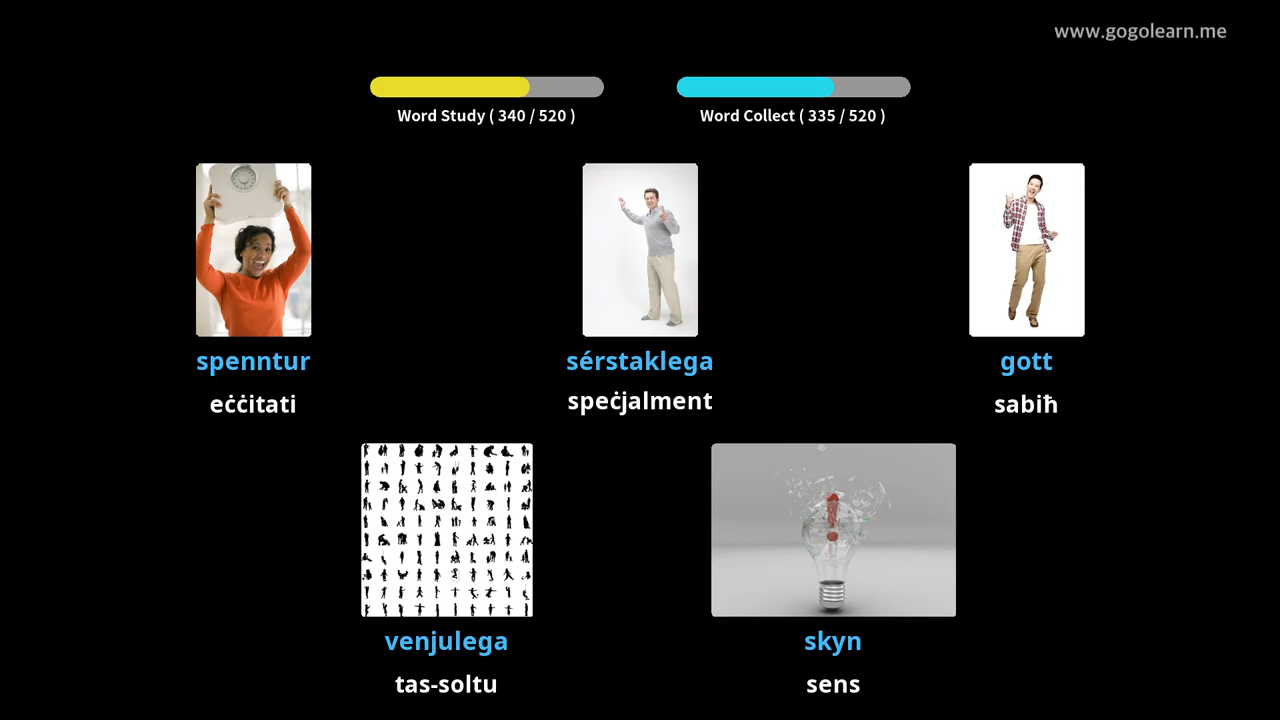 www.gogolearn.me
Word Study ( 340 / 520 )
Word Collect ( 335 / 520 )
spenntur
eċċitati
sérstaklega
speċjalment
gott
sabiħ
venjulega
tas-soltu
skyn
sens